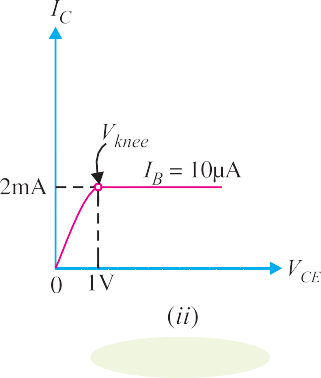 I_C
V_knee
I_B = 10μA
2mA
0
1V
V_CE
(ii)